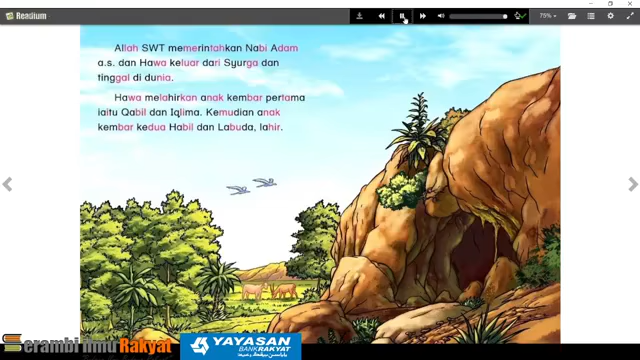 Readium
75%
Allah SWT memerintahkan Nabi Adam
a.s. dan Hawa keluar dari Syurga dan
tinggal di dunia.
Hawa melahirkan anak kembar pertama
iaitu Qabil dan Iqlima. Kemudian anak
kembar kedua Habil dan Labuda, lahir.
Serambi Ilmu Rakyat
YAYASAN
BANK RAKYAT